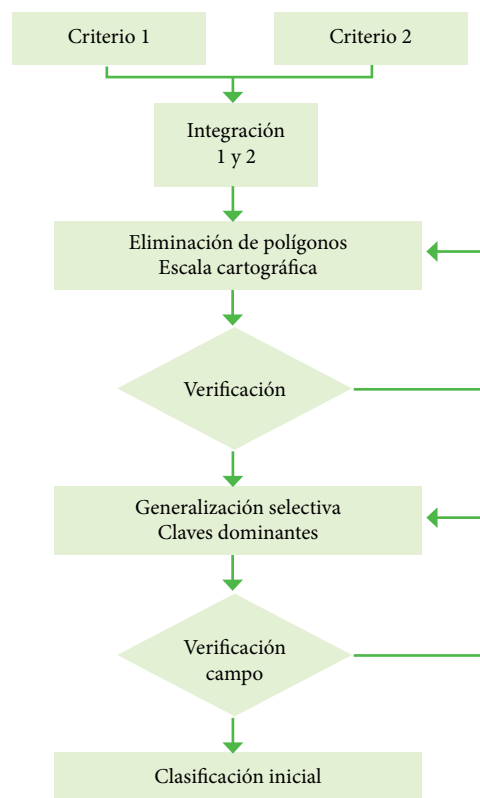 Criterio 1
Criterio 2
Integración
1 y 2
Eliminación de polígonos
Escala cartográfica
Verificación
Generalización selectiva
Claves dominantes
Verificación
campo
Clasificación inicial